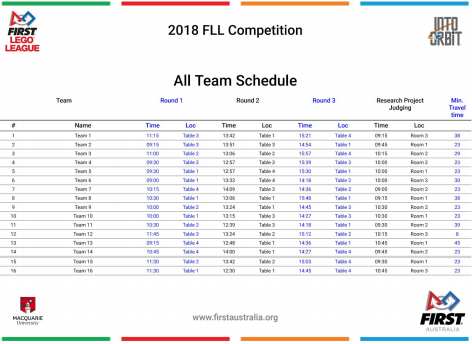 FIRST
LEGO
LEAGUE
2018 FLL Competition
INTO
ORBIT
All Team Schedule
Team Round 1 Round 2 Round 3 Research Project Judging Min. Travel time
# Name Time Loc Time Loc Time Loc Time Loc
1 Team 1 11:15 Table 3 13:42 Table 1 15:21 Table 4 09:15 Room 3 38
2 Team 2 09:15 Table 3 13:51 Table 3 14:54 Table 1 09:45 Room 1 23
3 Team 3 11:00 Table 2 13:06 Table 2 15:57 Table 4 10:15 Room 2 29
4 Team 4 09:30 Table 2 12:57 Table 3 15:39 Table 3 10:00 Room 2 23
5 Team 5 09:30 Table 1 12:57 Table 4 15:30 Table 1 10:00 Room 1 23
6 Team 6 09:00 Table 1 13:33 Table 4 14:18 Table 2 10:00 Room 3 30
7 Team 7 10:15 Table 4 14:09 Table 3 14:36 Table 2 09:00 Room 2 23
8 Team 8 10:30 Table 1 13:06 Table 1 15:48 Table 1 09:15 Room 1 38
9 Team 9 10:00 Table 2 13:24 Table 1 14:45 Table 3 10:30 Room 2 23
10 Team 10 10:00 Table 1 13:15 Table 3 14:27 Table 3 10:30 Room 1 23
11 Team 11 10:30 Table 2 12:39 Table 3 14:18 Table 1 09:30 Room 2 39
12 Team 12 11:45 Table 3 13:24 Table 2 15:12 Table 2 10:15 Room 3 8
13 Team 13 09:15 Table 4 12:48 Table 1 14:36 Table 1 10:45 Room 1 45
14 Team 14 10:45 Table 4 14:00 Table 1 14:27 Table 4 09:45 Room 2 23
15 Team 15 11:30 Table 2 13:42 Table 2 15:03 Table 4 09:30 Room 1 23
16 Team 16 11:30 Table 1 12:30 Table 1 14:45 Table 4 10:45 Room 3 23
MACQUARIE
University
www.firstaustralia.org
FIRST
AUSTRALIA